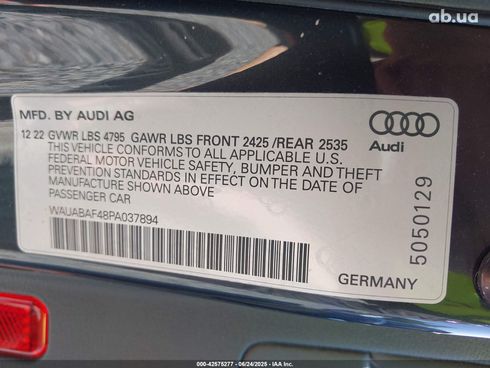 ab.ua
MFD. BY AUDI AG
12 22 GVWR LBS 4795 GAWR LBS FRONT 2425 /REAR 2535
THIS VEHICLE CONFORMS TO ALL APPLICABLE U.S.
FEDERAL MOTOR VEHICLE SAFETY, BUMPER AND THEFT
PREVENTION STANDARDS IN EFFECT ON THE DATE OF
MANUFACTURE SHOWN ABOVE
PASSENGER CAR
WAUABAF48PA037894
Audi
5050129
GERMANY
000-42575277 - 06/24/2025 - IAA Inc.